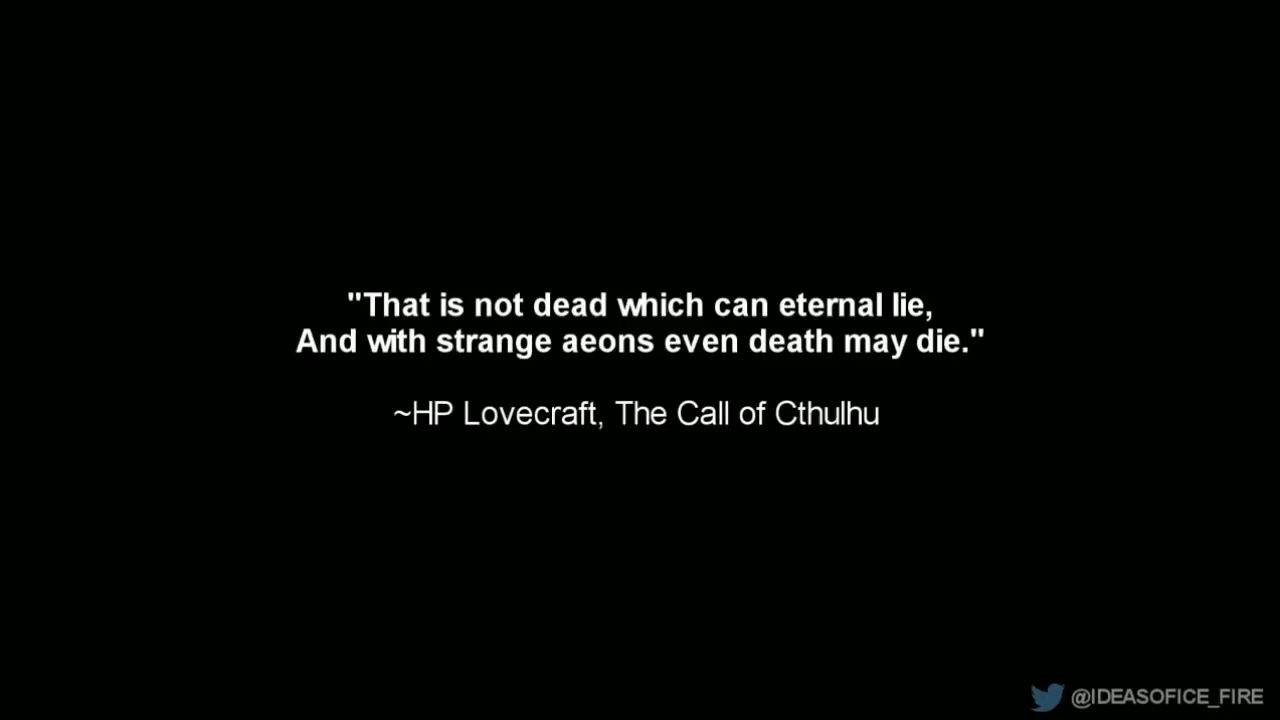 "That is not dead which can eternal lie,
And with strange aeons even death may die."
~HP Lovecraft, The Call of Cthulhu
@IDEASOFICE_FIRE